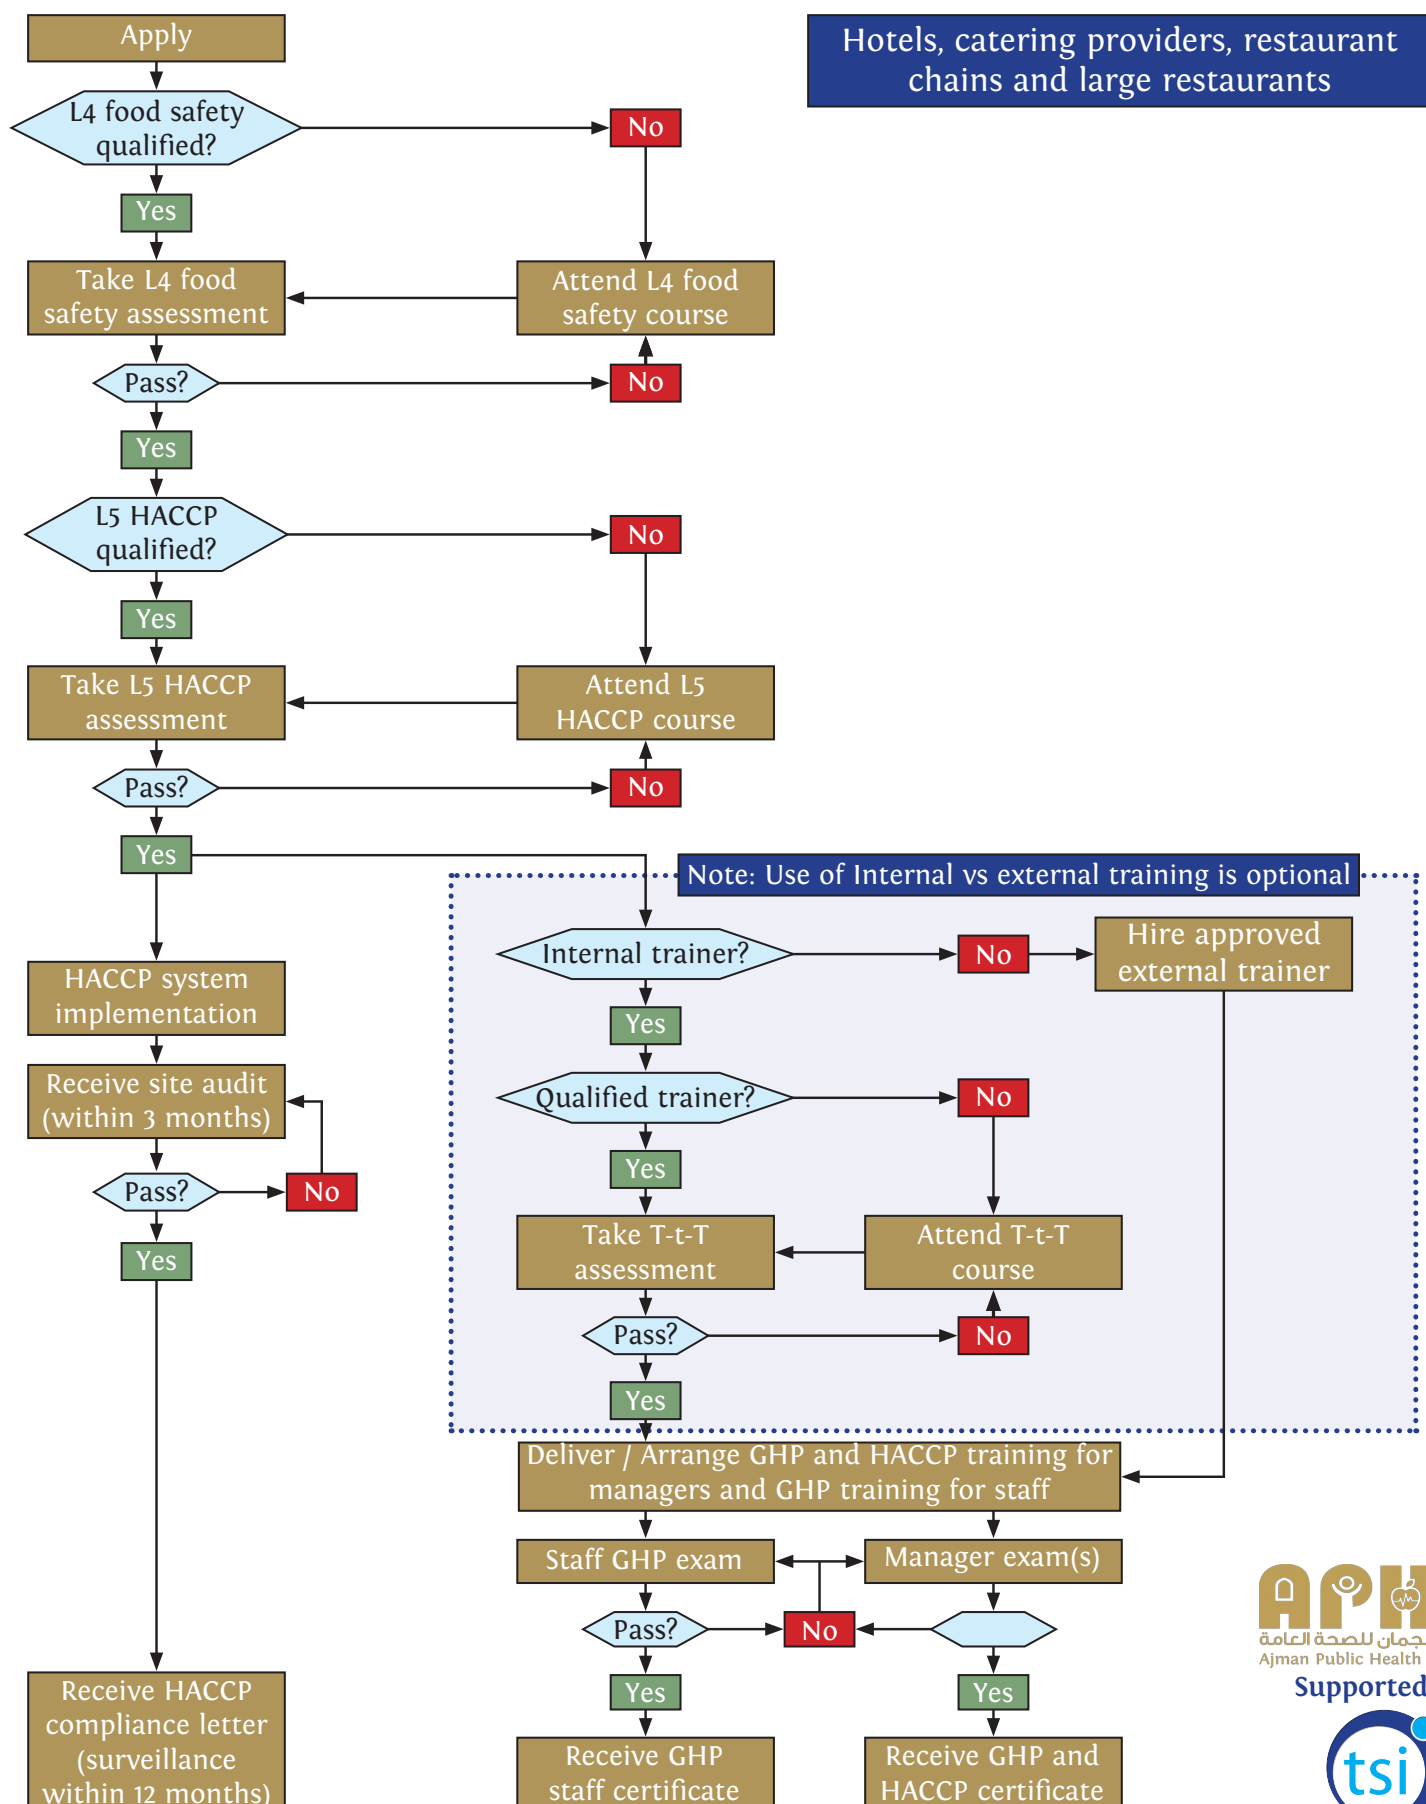 Apply
Hotels, catering providers, restaurant
chains and large restaurants
L4 food safety
qualified?
No
Yes
Take L4 food
safety assessment
Attend L4 food
safety course
Pass?
No
Yes
L5 HACCP
qualified?
No
Yes
Take L5 HACCP
assessment
Attend L5
HACCP course
Pass?
No
Yes
Note: Use of Internal vs external training is optional
Internal trainer?
No
Hire approved
external trainer
HACCP system
implementation
Yes
Receive site audit
(within 3 months)
Qualified trainer?
No
Pass?
No
Yes
Yes
Take T-t-T
assessment
Attend T-t-T
course
Pass?
No
Yes
Deliver / Arrange GHP and HACCP training for
managers and GHP training for staff
Staff GHP exam
Manager exam(s)
Pass?
No
Yes
Yes
Receive HACCP
compliance letter
(surveillance
within 12 months)
Receive GHP
staff certificate
Receive GHP and
HACCP certificate
APH
عجمان للصحة العامة
Ajman Public Health
Supported
tsi